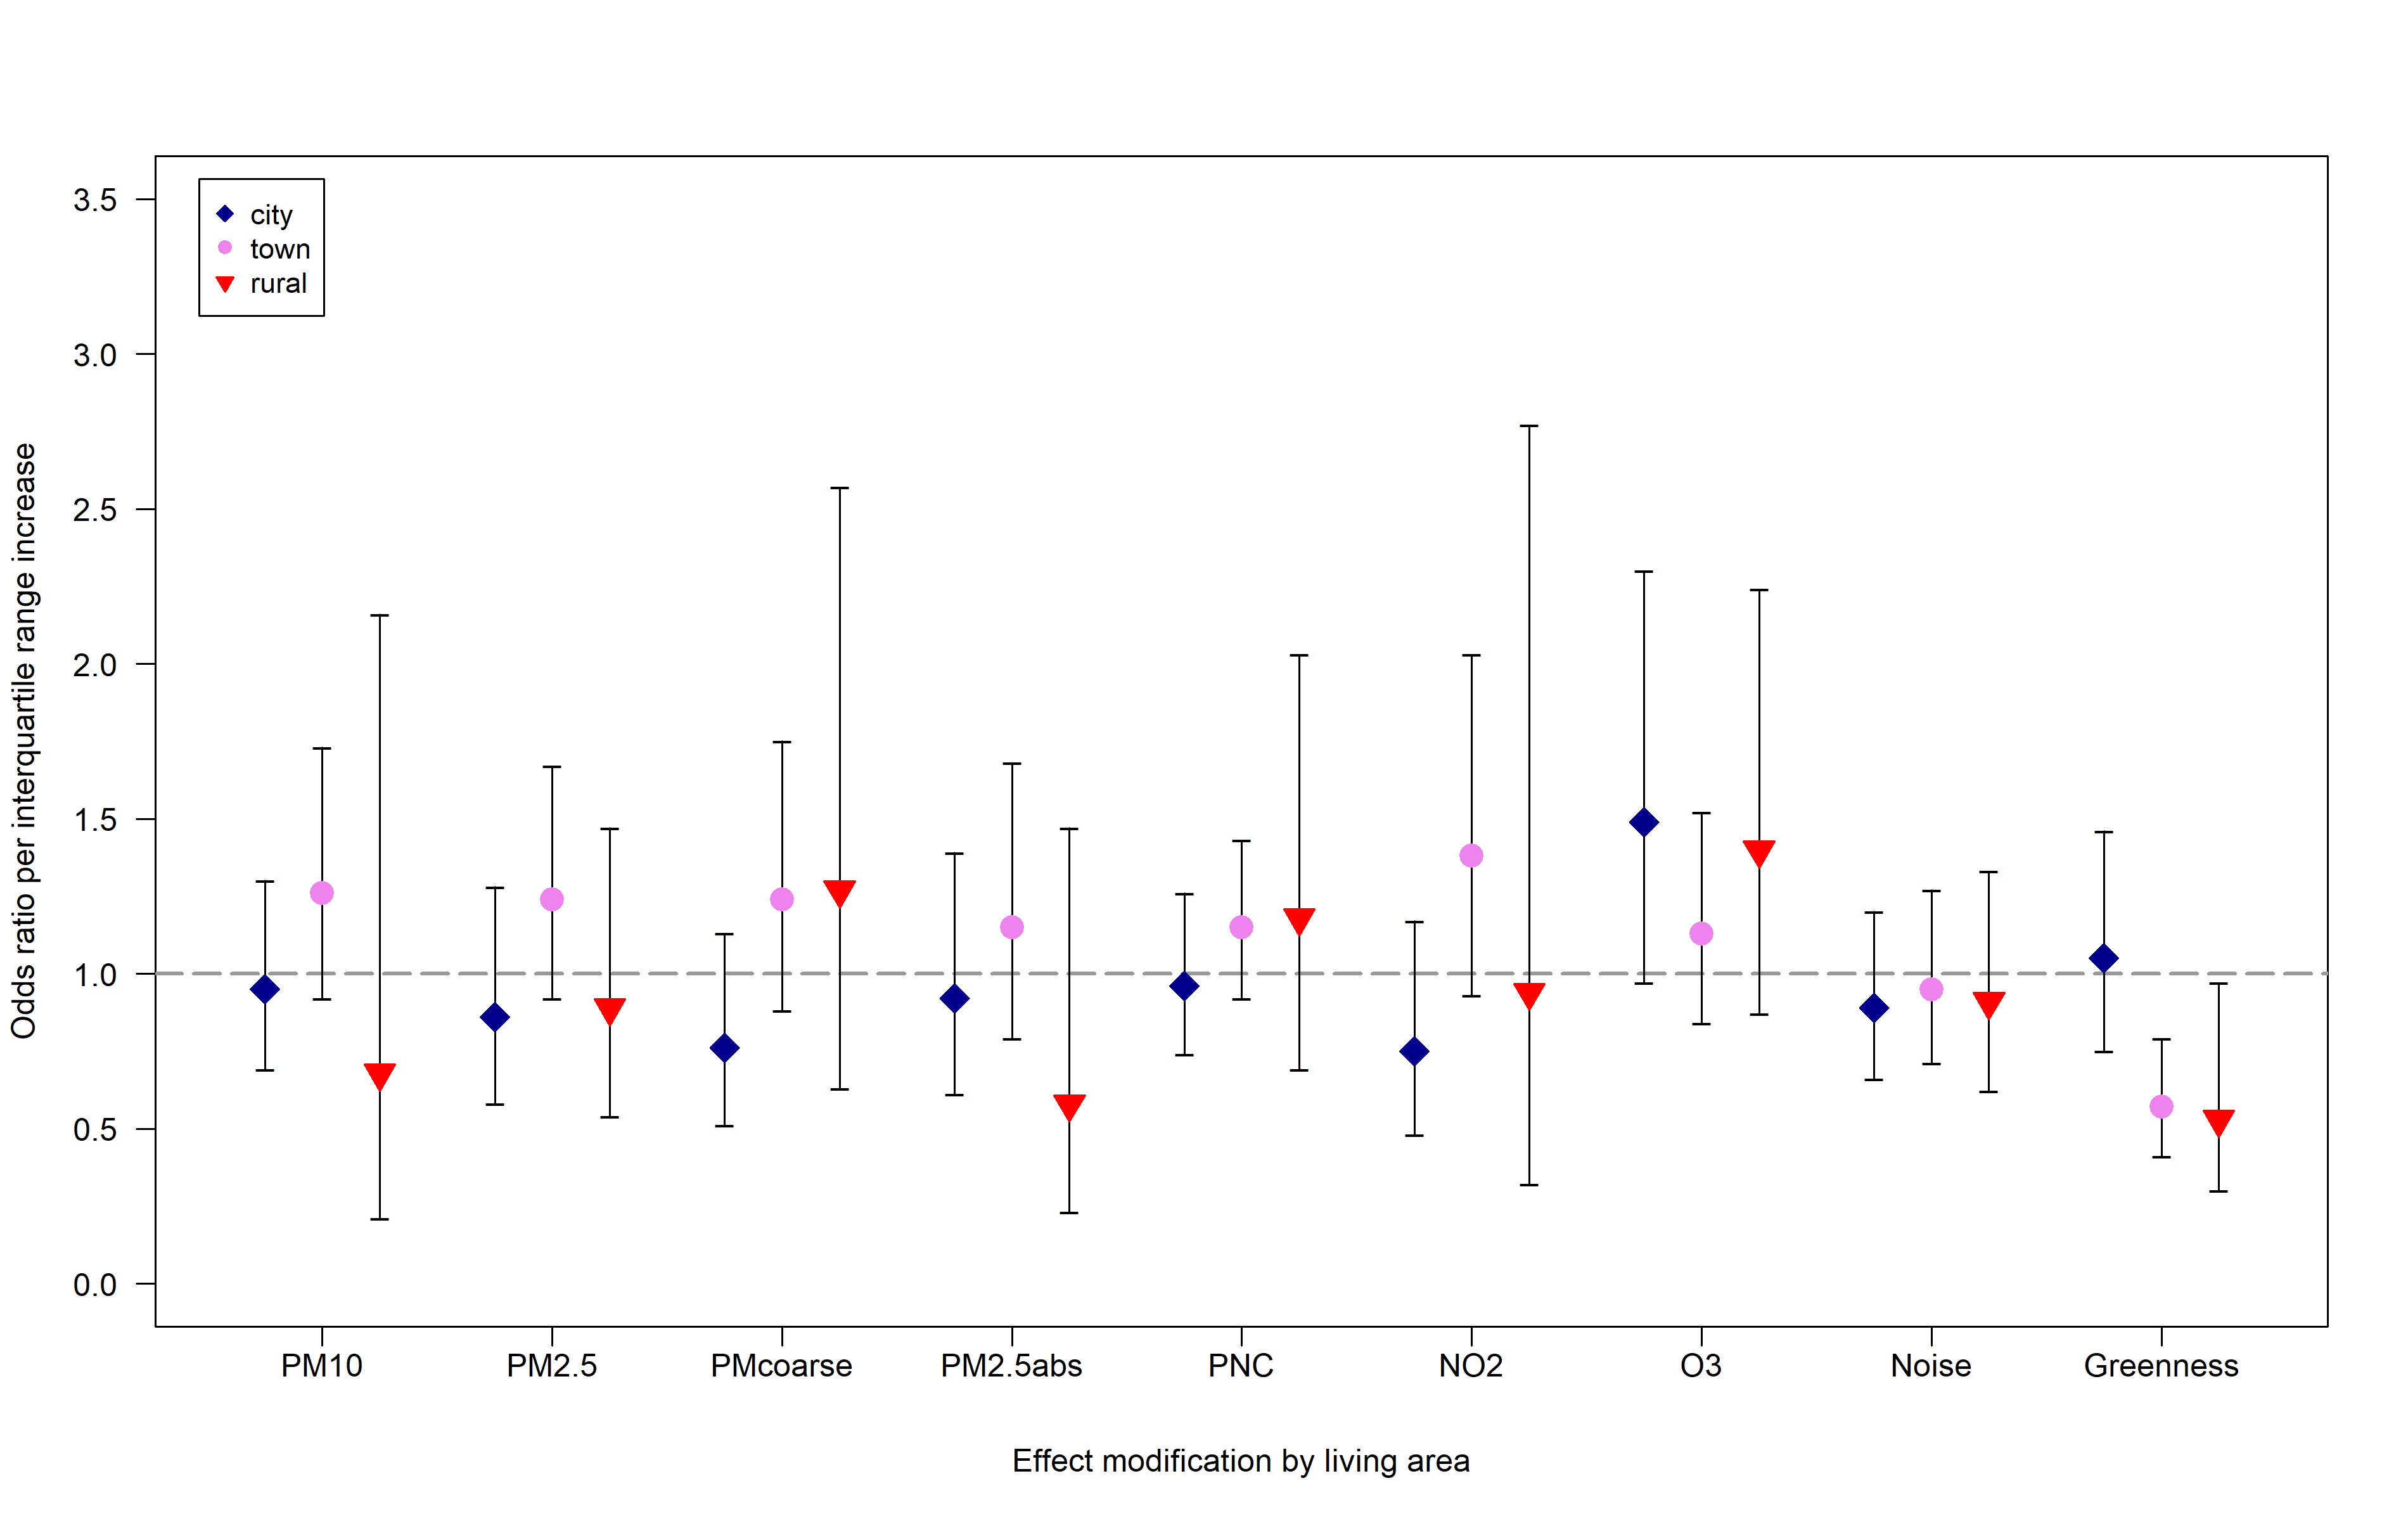 city
town
rural
Odds ratio per interquartile range increase
3.5
3.0
2.5
2.0
1.5
1.0
0.5
0.0
PM10 PM2.5 PMcoarse PM2.5abs PNC NO2 O3 Noise Greenness
Effect modification by living area